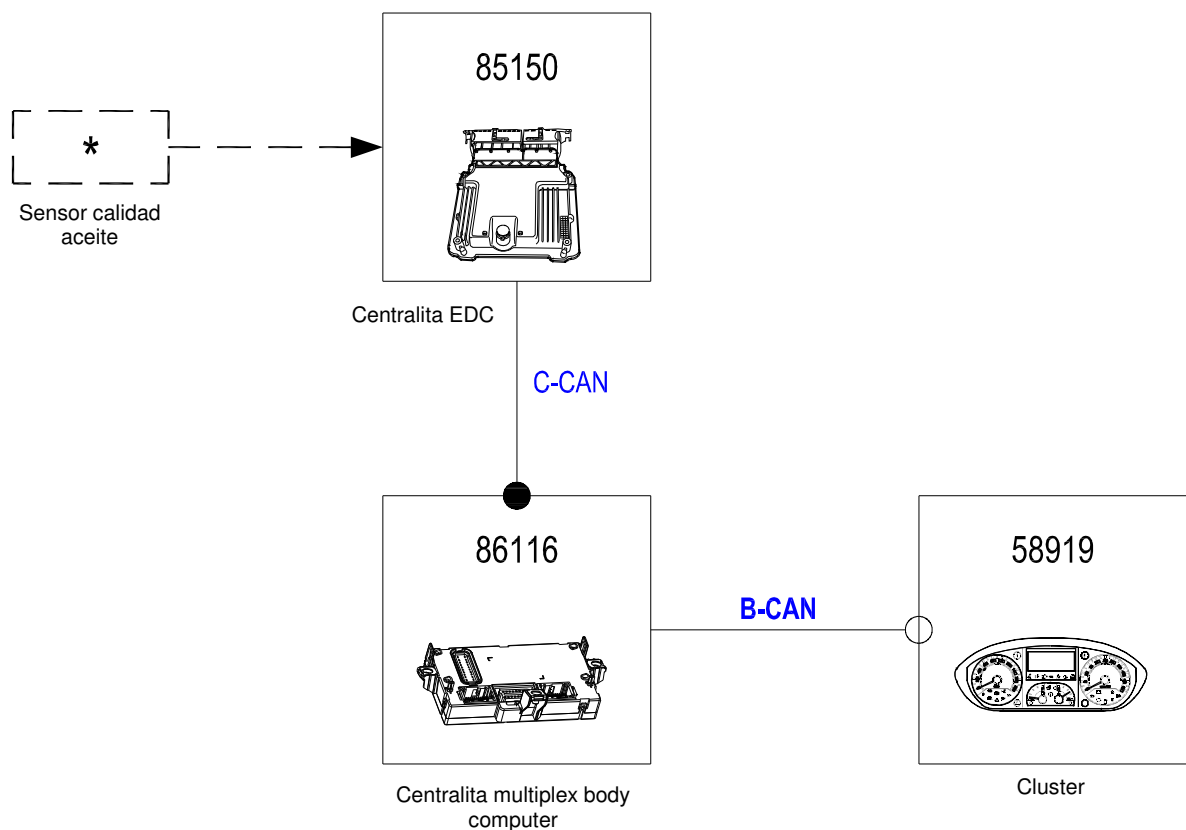 85150
*
Sensor calidad
aceite
Centralita EDC
C-CAN
86116
58919
B-CAN
Centralita multiplex body
computer
Cluster